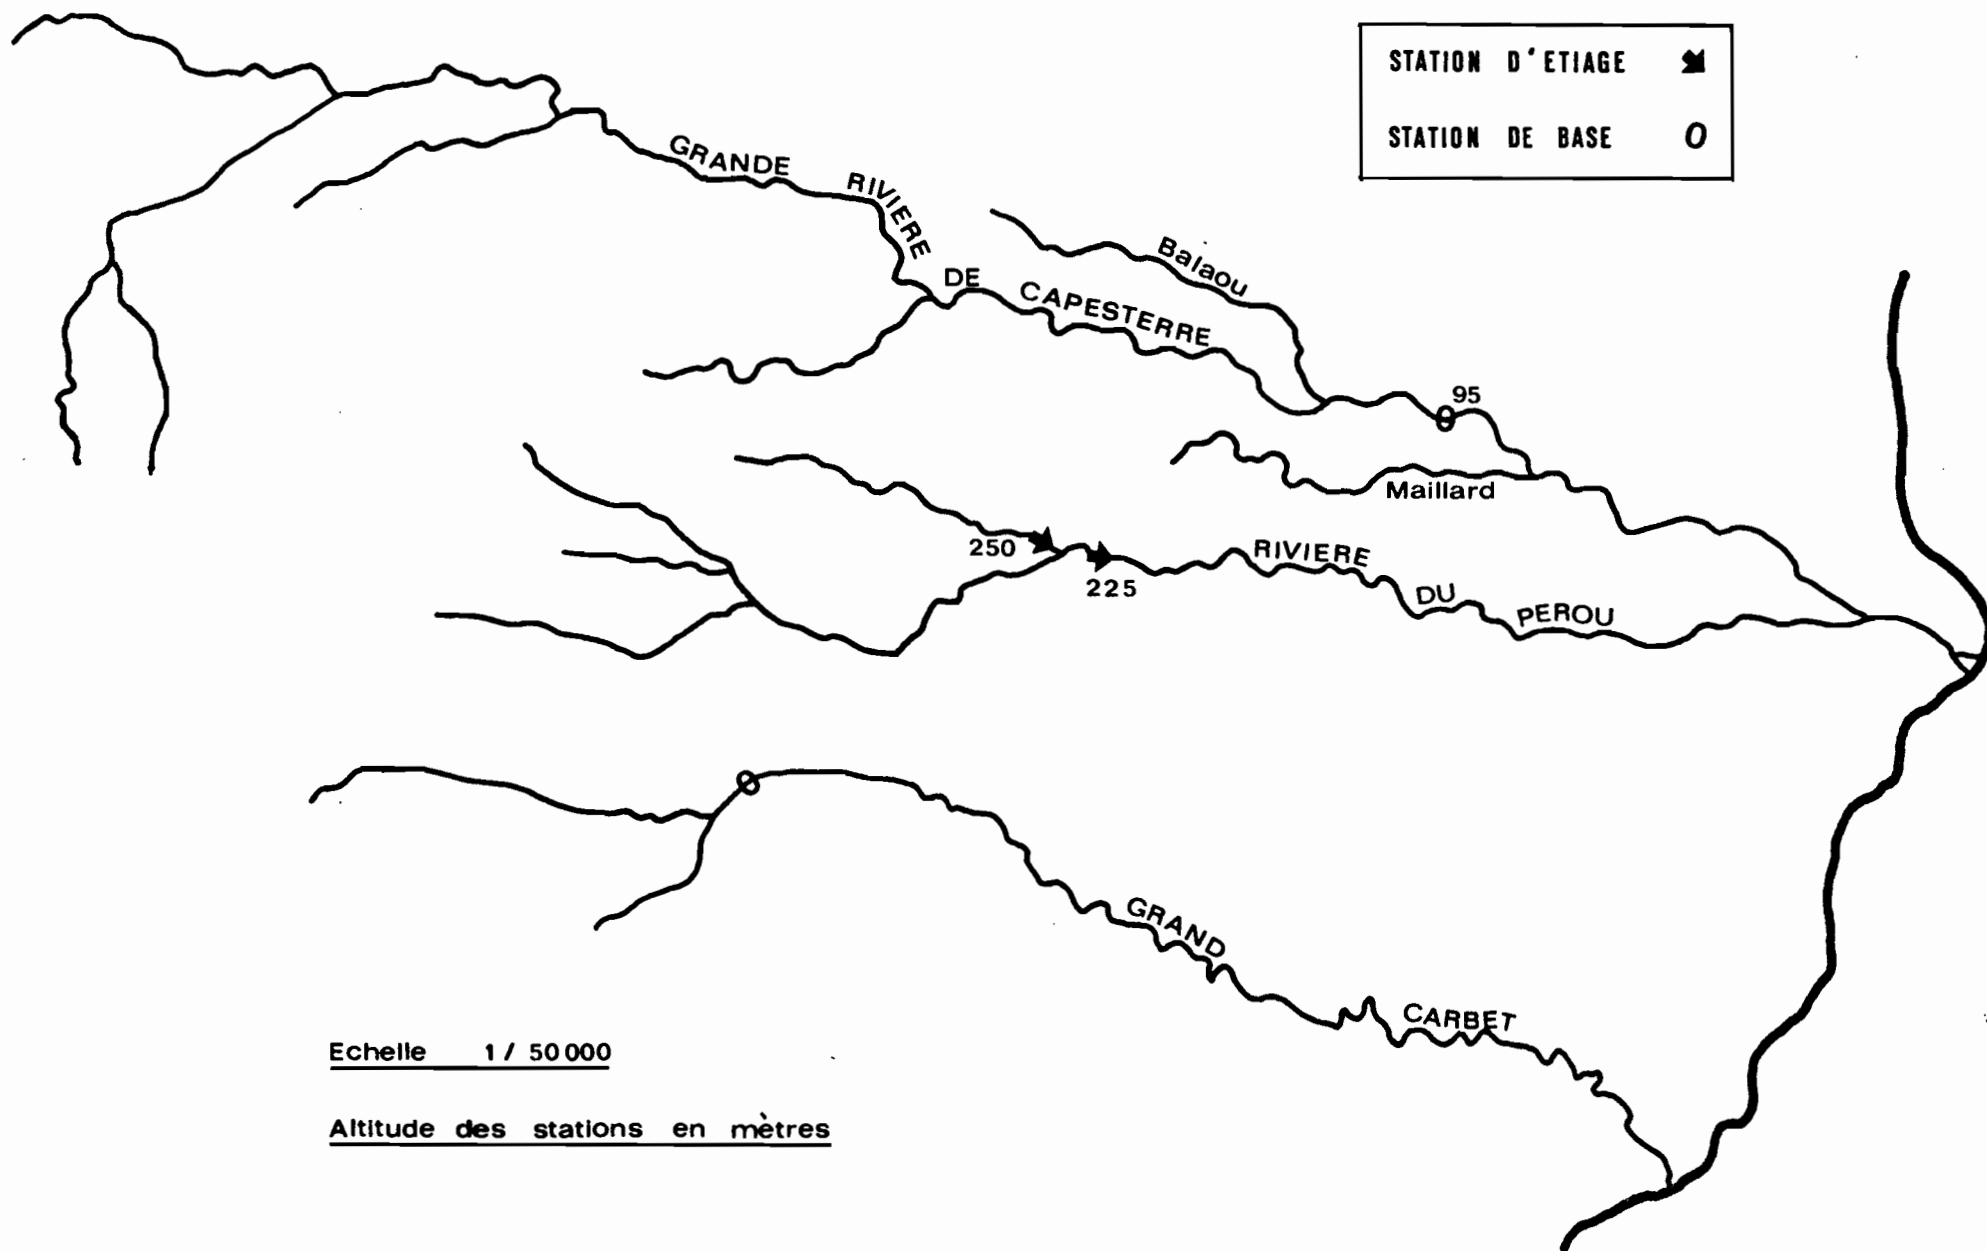 STATION D'ETIAGE
STATION DE BASE O
GRANDE RIVIERE DE CAPESTERRE
Balaou
95
Maillard
250
225
RIVIERE DU PEROU
GRAND CARBET
Echelle 1 / 50 000
Altitude des stations en mètres